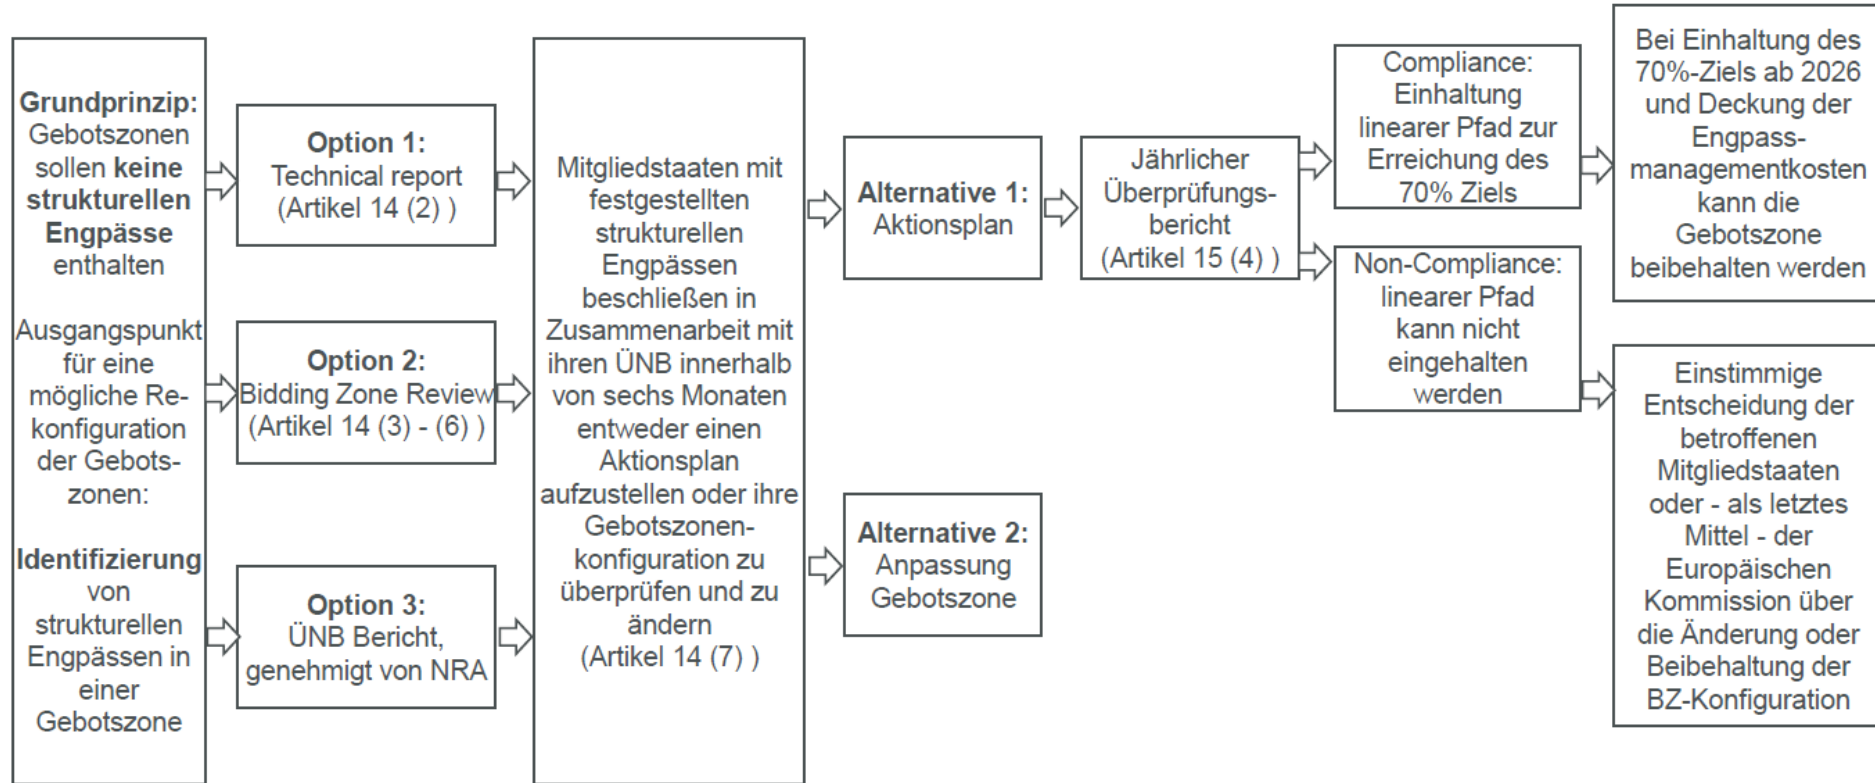 Grundprinzip:
Gebotszonen
sollen keine
strukturellen
Engpässe
enthalten
Ausgangspunkt
für eine
mögliche Re-
konfiguration
der Gebots-
zonen:
Identifizierung
von
strukturellen
Engpässen in
einer
Gebotszone
Option 1:
Technical report
(Artikel 14 (2) )
Option 2:
Bidding Zone Review
(Artikel 14 (3) - (6) )
Option 3:
ÜNB Bericht,
genehmigt von NRA
Mitgliedstaaten mit
festgestellten
strukturellen
Engpässen
beschließen in
Zusammenarbeit mit
ihren ÜNB innerhalb
von sechs Monaten
entweder einen
Aktionsplan
aufzustellen oder ihre
Gebotszonen-
konfiguration zu
überprüfen und zu
ändern
(Artikel 14 (7) )
Alternative 1:
Aktionsplan
Alternative 2:
Anpassung
Gebotszone
Jährlicher
Überprüfungs-
bericht
(Artikel 15 (4) )
Compliance:
Einhaltung
linearer Pfad zur
Erreichung des
70% Ziels
Non-Compliance:
linearer Pfad
kann nicht
eingehalten
werden
Bei Einhaltung des
70%-Ziels ab 2026
und Deckung der
Engpass-
managementkosten
kann die
Gebotszone
beibehalten werden
Einstimmige
Entscheidung der
betroffenen
Mitgliedstaaten
oder - als letztes
Mittel - der
Europäischen
Kommission über
die Änderung oder
Beibehaltung der
BZ-Konfiguration